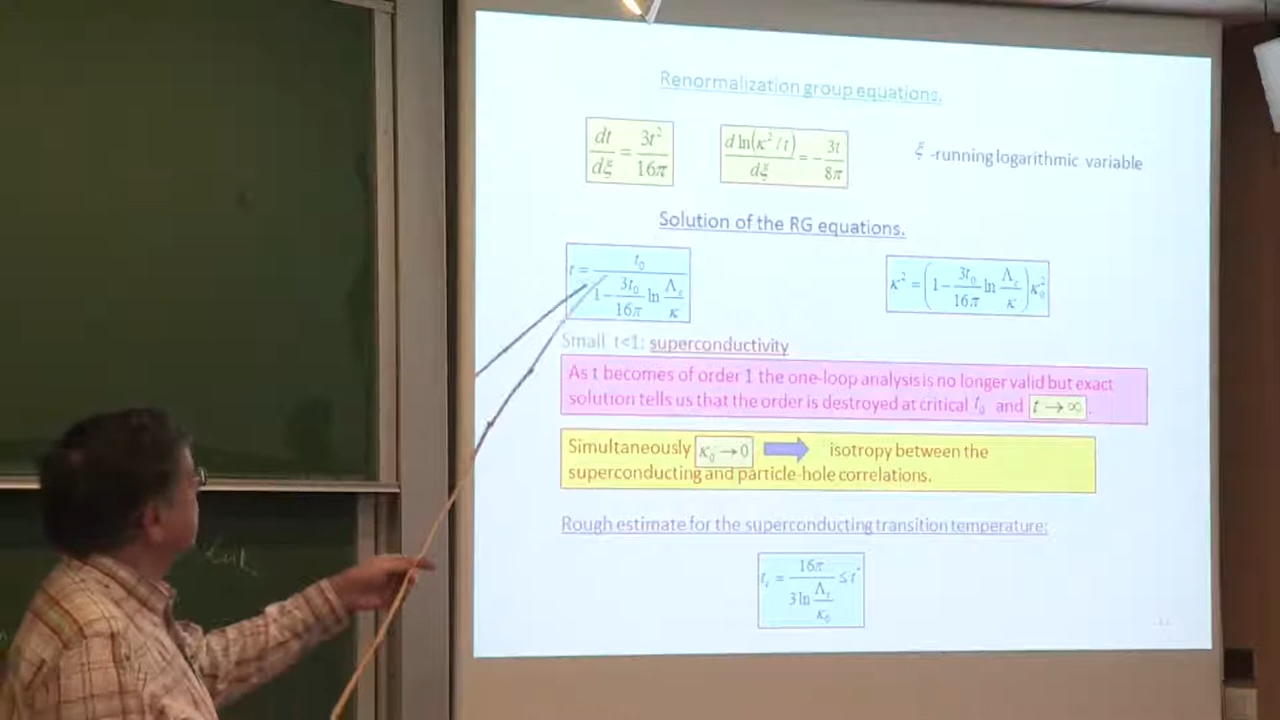 Renormalization group equations.
dt/dξ = 3t²/16π   d ln(κ²/t)/dξ = -3t/8π   ξ -running logarithmic variable
Solution of the RG equations.
t = t₀/(1 - 3t₀/16π ln Λ_c/κ)   κ² = (1 - 3t₀/16π ln Λ_c/κ) κ₀²
Small t<1: superconductivity
As t becomes of order 1 the one-loop analysis is no longer valid but exact
solution tells us that the order is destroyed at critical t₀ and t → ∞.
Simultaneously κ₀ → 0 isotropy between the
superconducting and particle-hole correlations.
Rough estimate for the superconducting transition temperature:
t_c = 16π/(3 ln Λ_c/κ₀) ≤ t*